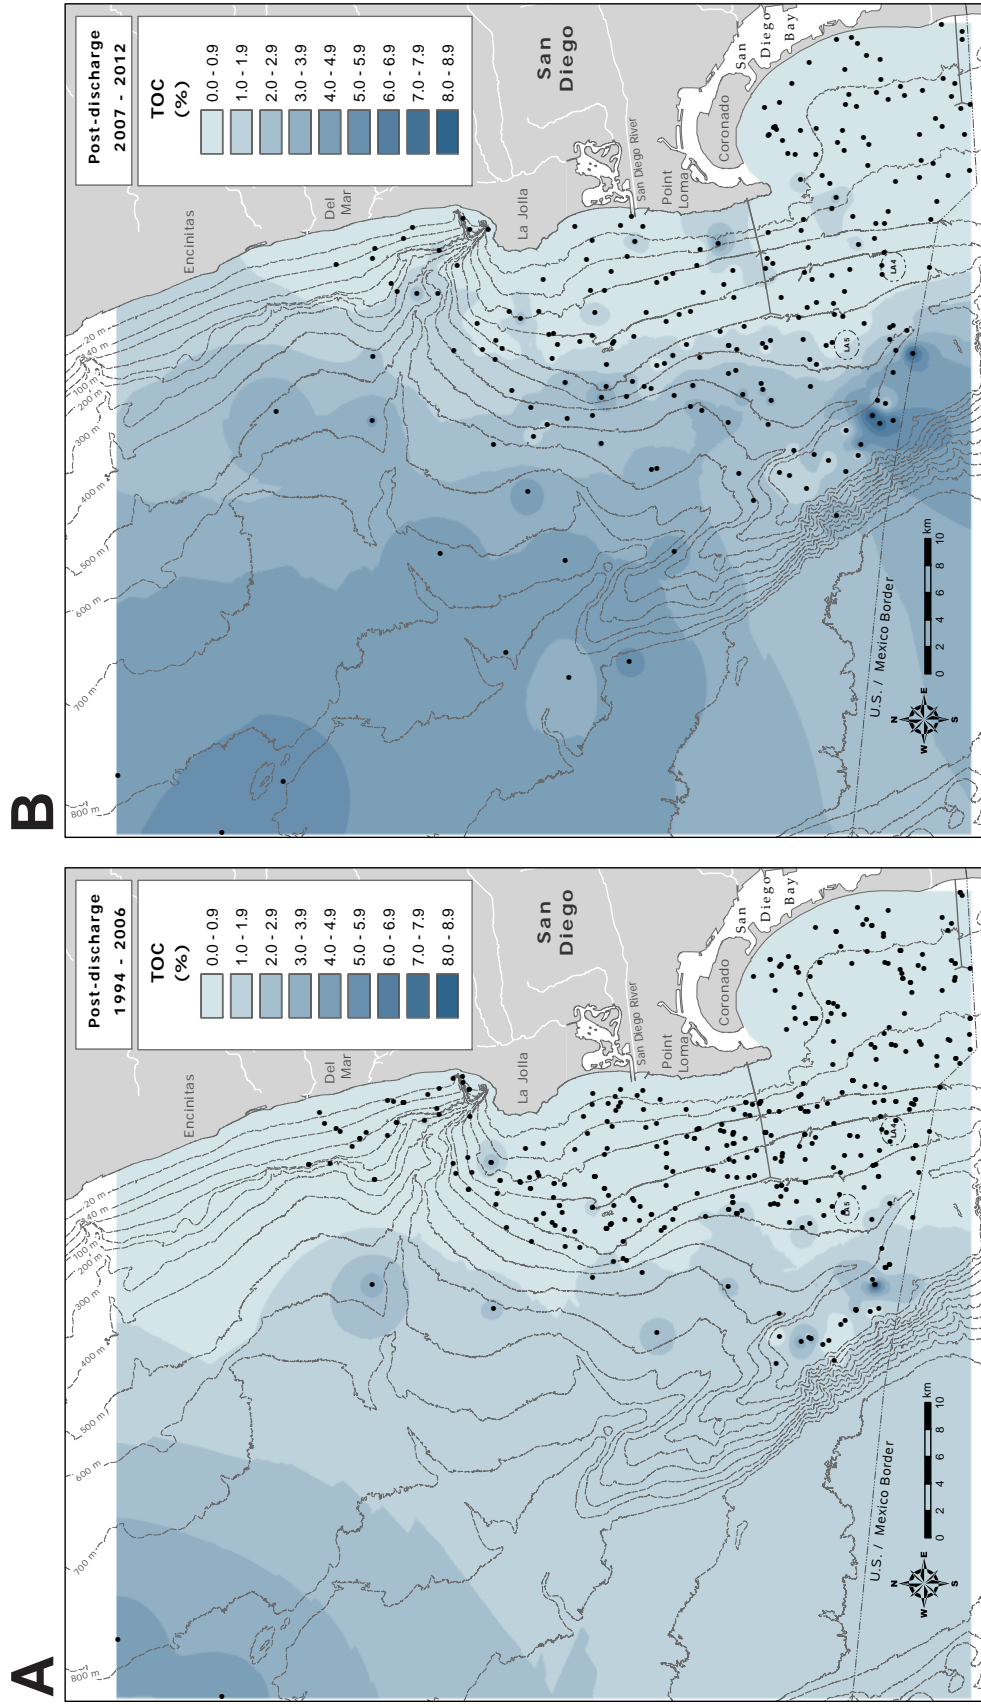 B
Post-discharge
2007 - 2012
TOC
(%)
0.0 - 0.9
1.0 - 1.9
2.0 - 2.9
3.0 - 3.9
4.0 - 4.9
5.0 - 5.9
6.0 - 6.9
7.0 - 7.9
8.0 - 8.9
Encinitas
Del
Mar
La Jolla
San
Diego
San Diego River
Point
Loma
Coronado
San
Diego
Bay
20 m
100 m
200 m
300 m
400 m
500 m
600 m
700 m
800 m
LA4
LA5
U.S. / Mexico Border
N
W
E
S
0 2 4 6 8 10
km
A
Post-discharge
1994 - 2006
TOC
(%)
0.0 - 0.9
1.0 - 1.9
2.0 - 2.9
3.0 - 3.9
4.0 - 4.9
5.0 - 5.9
6.0 - 6.9
7.0 - 7.9
8.0 - 8.9
Encinitas
Del
Mar
La Jolla
San
Diego
San Diego River
Point
Loma
Coronado
San
Diego
Bay
20 m
100 m
200 m
300 m
400 m
500 m
600 m
700 m
800 m
LA4
LA5
U.S. / Mexico Border
N
W
E
S
0 2 4 6 8 10
km